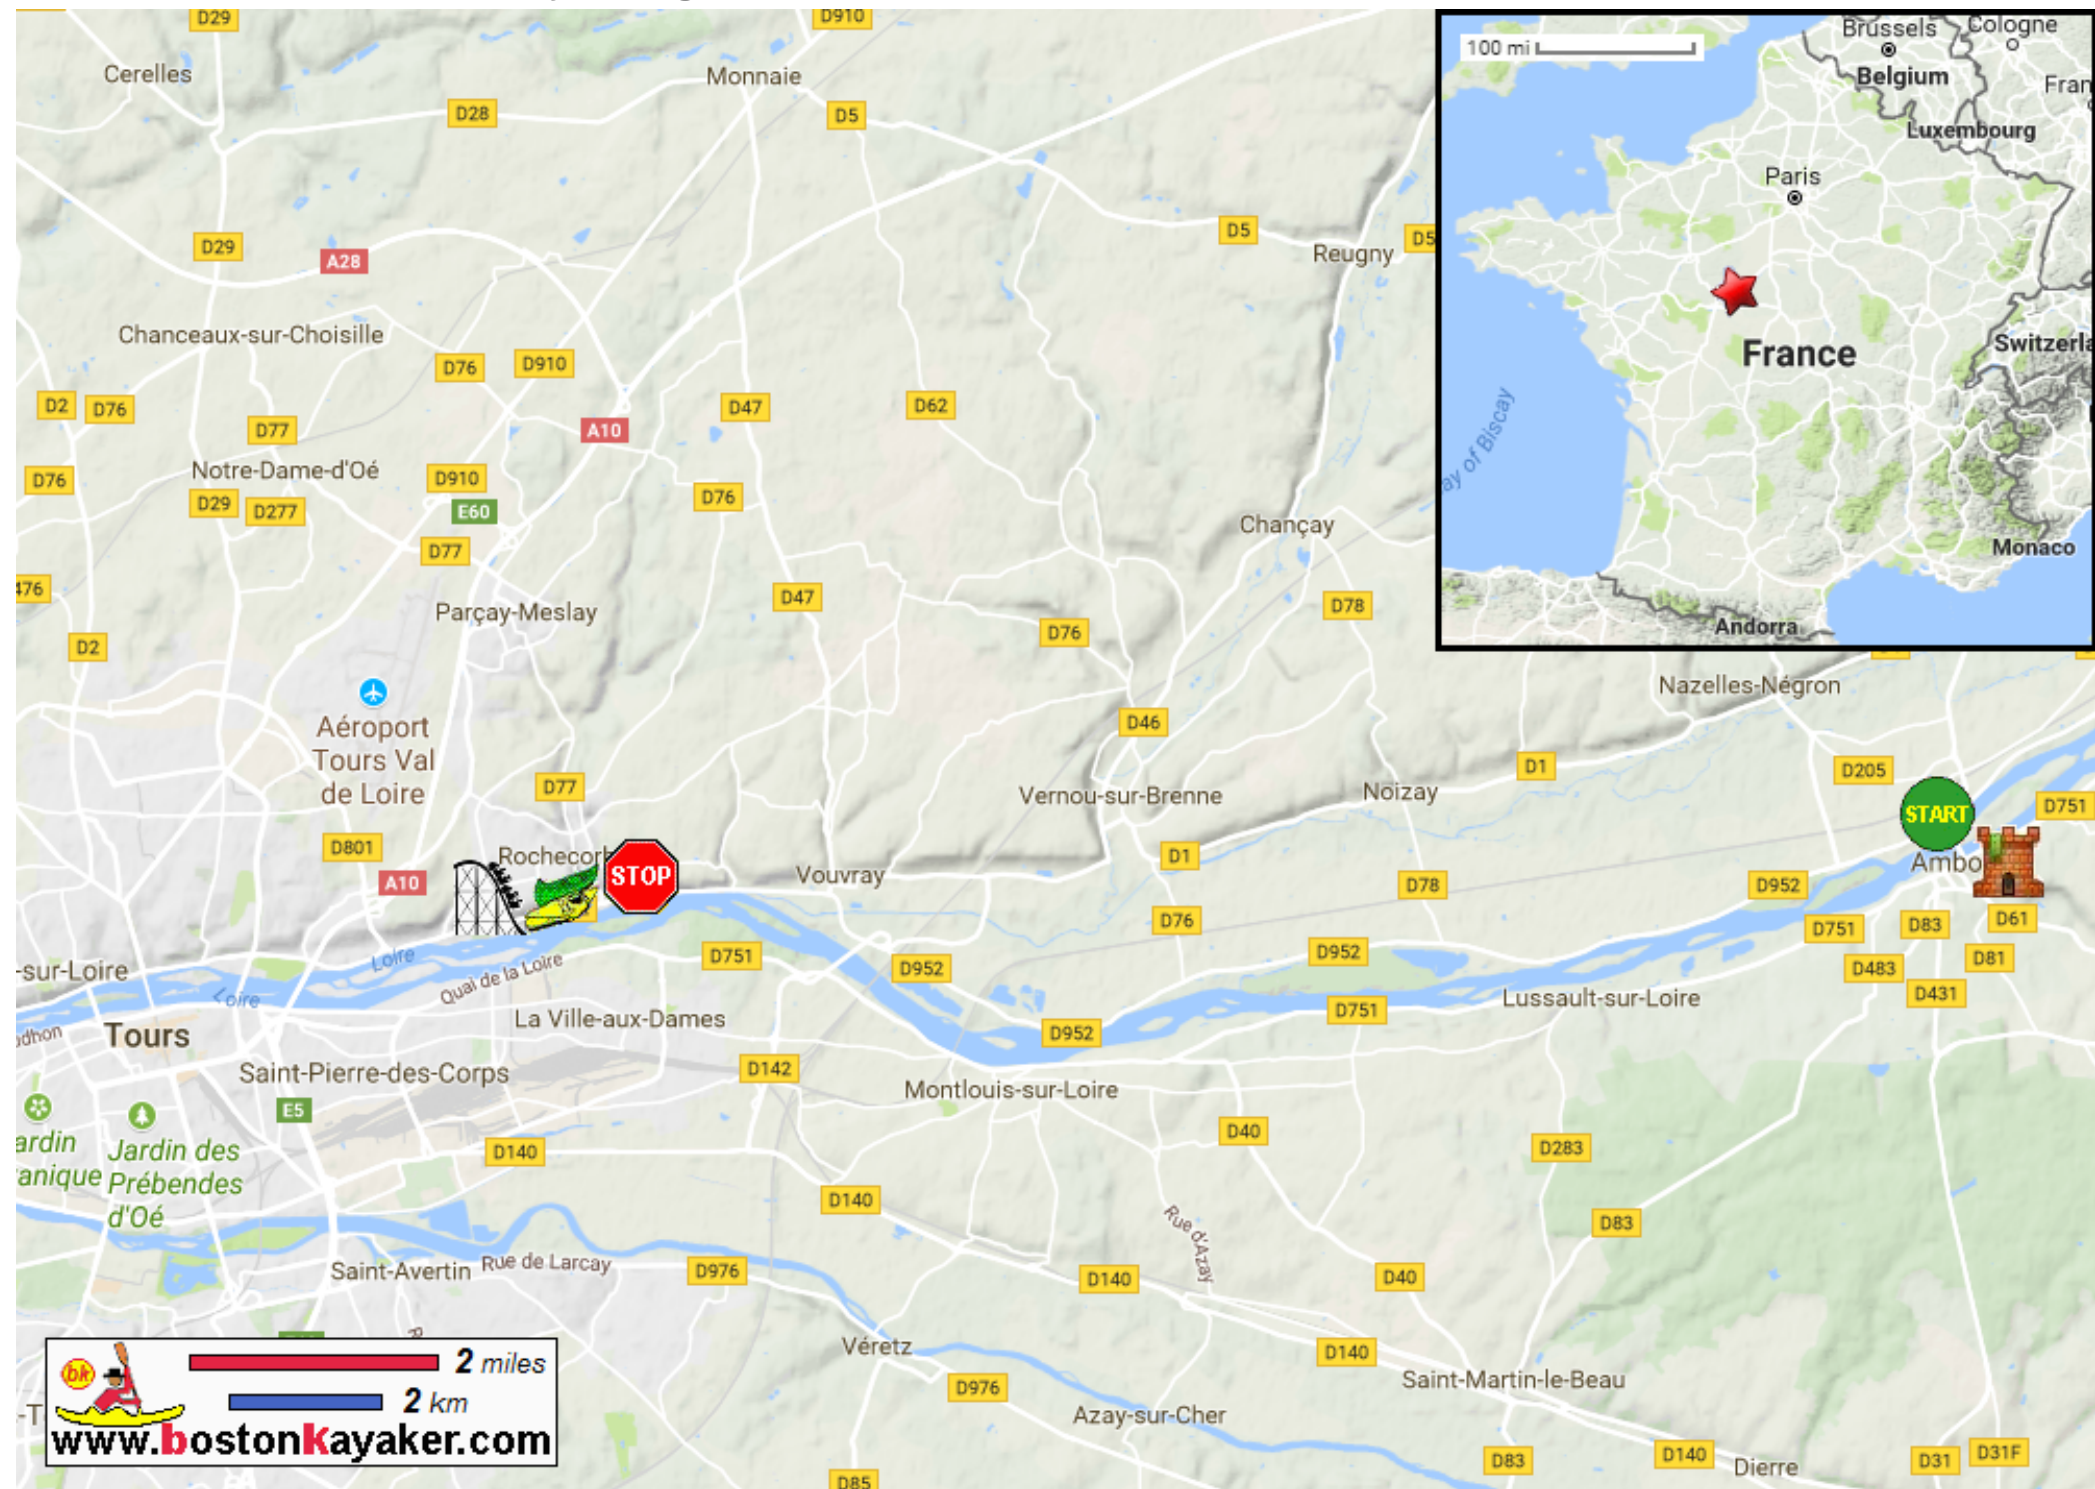 D29
D910
Cerelles
Monnaie
D28
D5
D29
A28
D5
Reugny
D5
Chanceaux-sur-Choisille
D76
D910
D2
D76
D77
A10
D47
D62
Notre-Dame-d'Oé
D76
D910
D29
D277
E60
D76
Chançay
D77
476
Parçay-Meslay
D47
D78
D2
D76
Nazelles-Négron
Aéroport
Tours Val
de Loire
D46
D1
D205
D77
Vernou-sur-Brenne
Noizay
START
D751
D801
Rochecorb
STOP
Vouvray
D1
Ambo
A10
D78
D952
D76
D751
D83
D61
-sur-Loire
Loire
Quai de la Loire
D751
D952
D952
D483
D81
Loire
D431
Tours
La Ville-aux-Dames
D952
D751
Lussault-sur-Loire
Saint-Pierre-des-Corps
D142
Montlouis-sur-Loire
E5
ardin
anique
Jardin des
Prébendes
d'Oé
D140
D40
D283
D140
Rue d'Azay
D83
Saint-Avertin
Rue de Larcay
D976
D140
D40
Véretz
D140
D976
Saint-Martin-le-Beau
Azay-sur-Cher
D85
D83
D140
Dierre
D31
D31F
100 mi
Brussels
Cologne
Belgium
Fran
Luxembourg
Paris
France
Switzerla
ay of Biscay
Monaco
Andorra
bk
2 miles
2 km
www.bostonkayaker.com